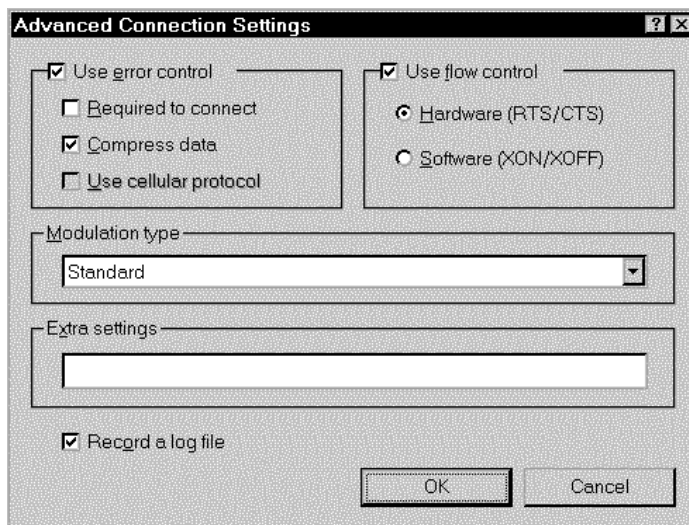 Advanced Connection Settings
Use error control
Required to connect
Compress data
Use cellular protocol
Use flow control
Hardware (RTS/CTS)
Software (XON/XOFF)
Modulation type
Standard
Extra settings
Record a log file
OK
Cancel